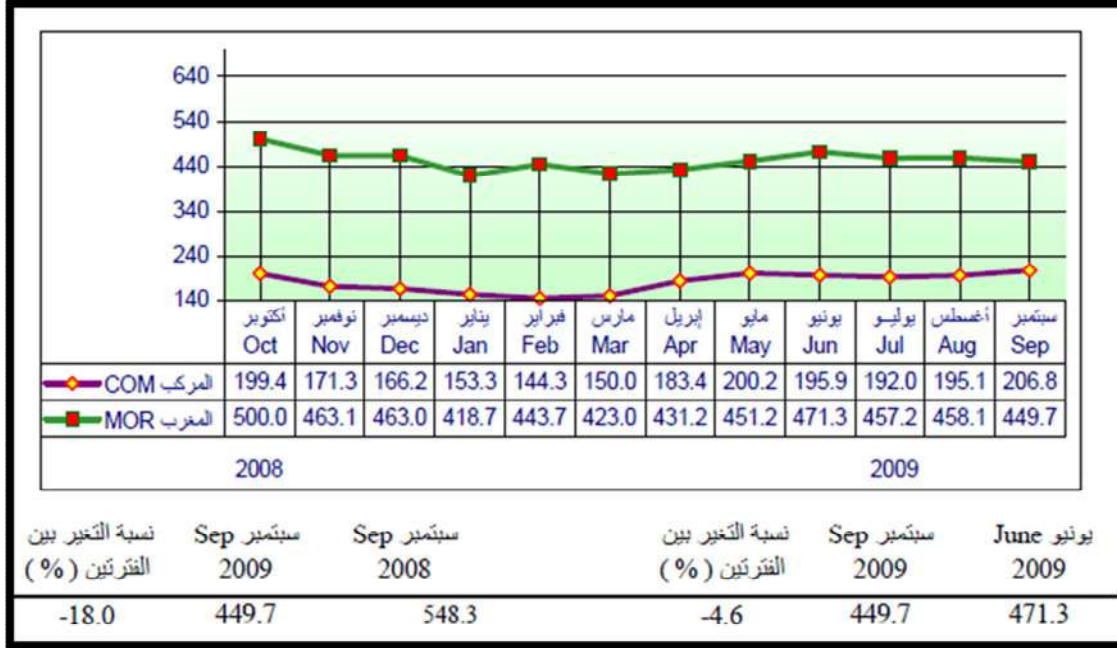 640
540
440
340
240
140
أكتوبر نوفمبر ديسمبر يناير فبراير مارس إبريل مايو يونيو يوليو أغسطس سبتمبر
Oct Nov Dec Jan Feb Mar Apr May Jun Jul Aug Sep
المركب COM 199.4 171.3 166.2 153.3 144.3 150.0 183.4 200.2 195.9 192.0 195.1 206.8
المغرب MOR 500.0 463.1 463.0 418.7 443.7 423.0 431.2 451.2 471.3 457.2 458.1 449.7
2008 2009
يونيو June سبتمبر Sep نسبة التغير بين سبتمبر Sep سبتمبر Sep نسبة التغير بين
2009 2009 الفترتين ( % ) 2008 2009 الفترتين ( % )
471.3 449.7 -4.6 548.3 449.7 -18.0